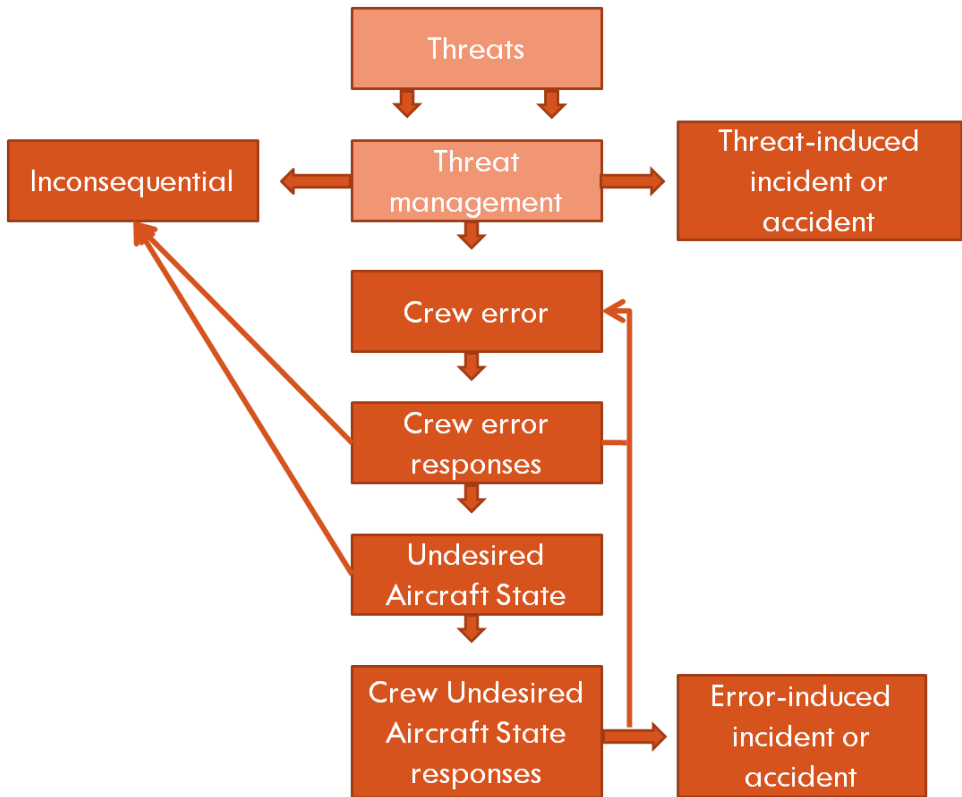 Threats
Inconsequential
Threat
management
Threat-induced
incident or
accident
Crew error
Crew error
responses
Undesired
Aircraft State
Crew Undesired
Aircraft State
responses
Error-induced
incident or
accident